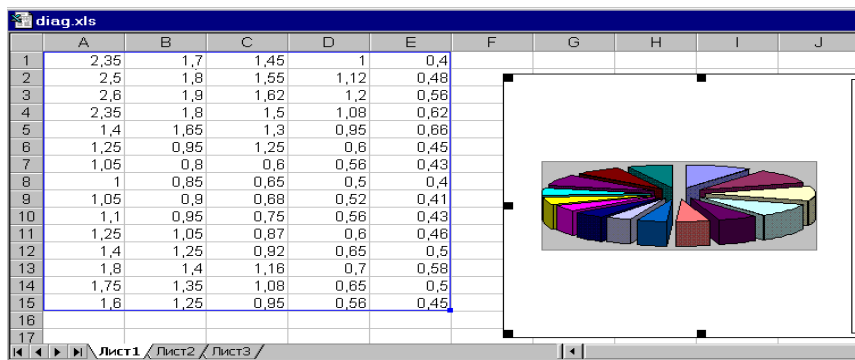 diag.xls
A B C D E F G H I J
1 2,35 1,7 1,45 1 0,4
2 2,5 1,8 1,55 1,12 0,48
3 2,6 1,9 1,62 1,2 0,56
4 2,35 1,8 1,5 1,08 0,62
5 1,4 1,65 1,3 0,95 0,66
6 1,25 0,95 1,25 0,6 0,45
7 1,05 0,8 0,6 0,56 0,43
8 1 0,85 0,65 0,5 0,4
9 1,05 0,9 0,68 0,52 0,41
10 1,1 0,95 0,75 0,56 0,43
11 1,25 1,05 0,87 0,6 0,46
12 1,4 1,25 0,92 0,65 0,5
13 1,8 1,4 1,16 0,7 0,58
14 1,75 1,35 1,08 0,65 0,5
15 1,6 1,25 0,95 0,56 0,45
16
17
Лист1 Лист2 Лист3